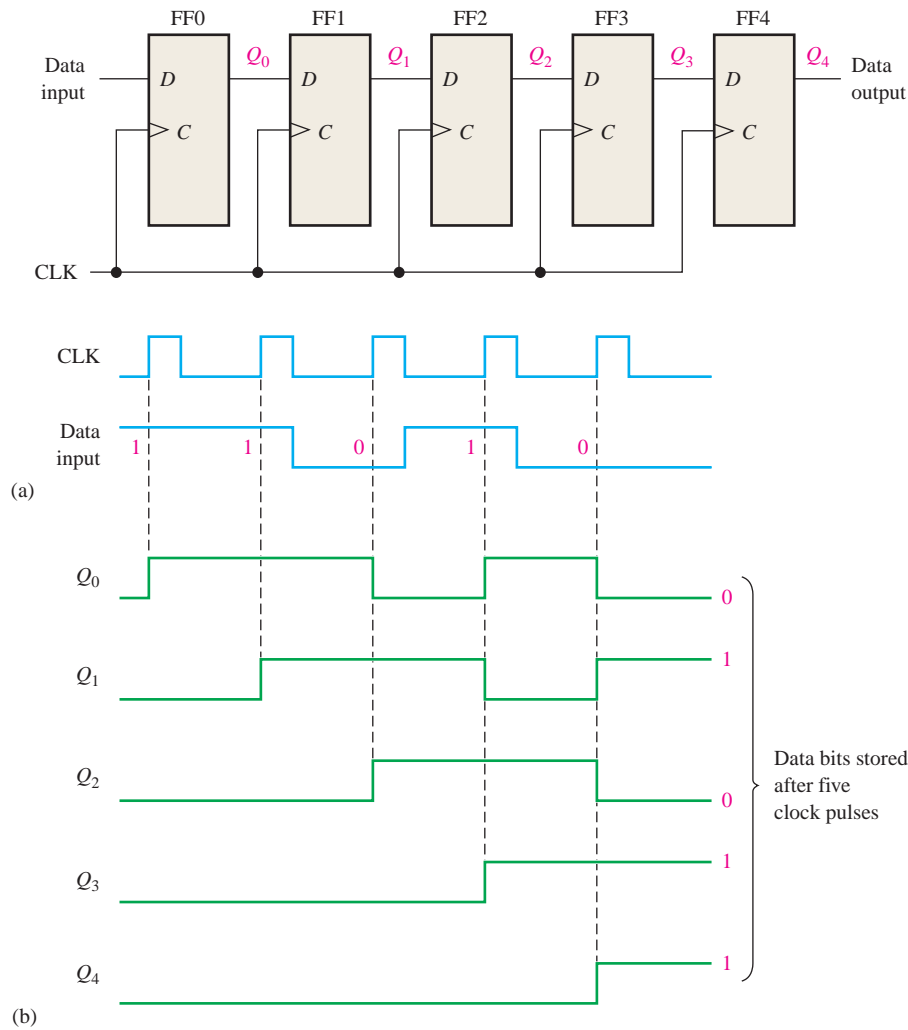 FF0 FF1 FF2 FF3 FF4
Data input
Q0 Q1 Q2 Q3 Q4
Data output
D D D D D
C C C C C
CLK
CLK
Data input
1 1 0 1 0
(a)
Q0 0
Q1 1
Q2 0
Q3 1
Q4 1
Data bits stored
after five
clock pulses
(b)